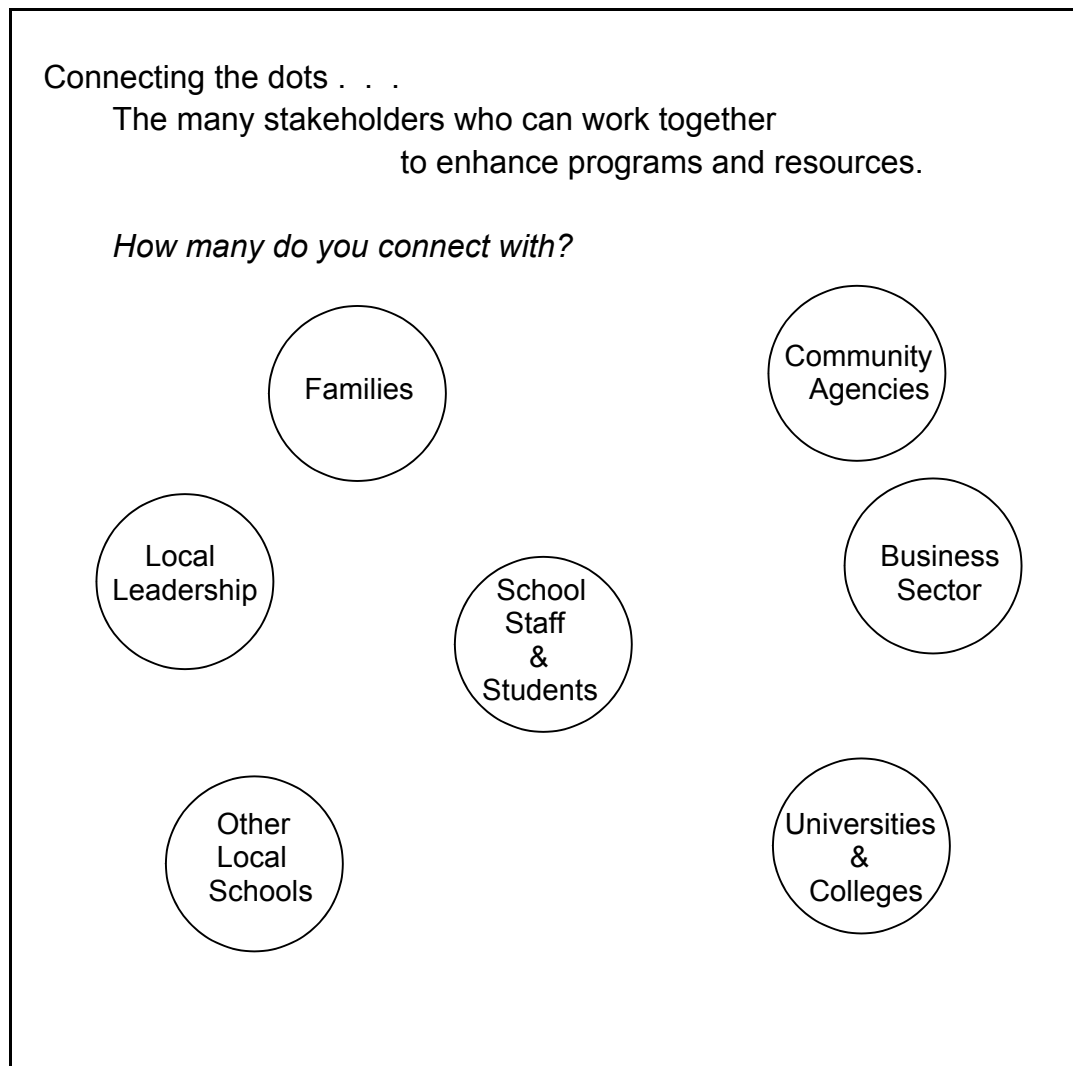 Connecting the dots . . .
The many stakeholders who can work together
to enhance programs and resources.
How many do you connect with?
Families
Community
Agencies
Local
Leadership
Business
Sector
School
Staff
&
Students
Other
Local
Schools
Universities
&
Colleges